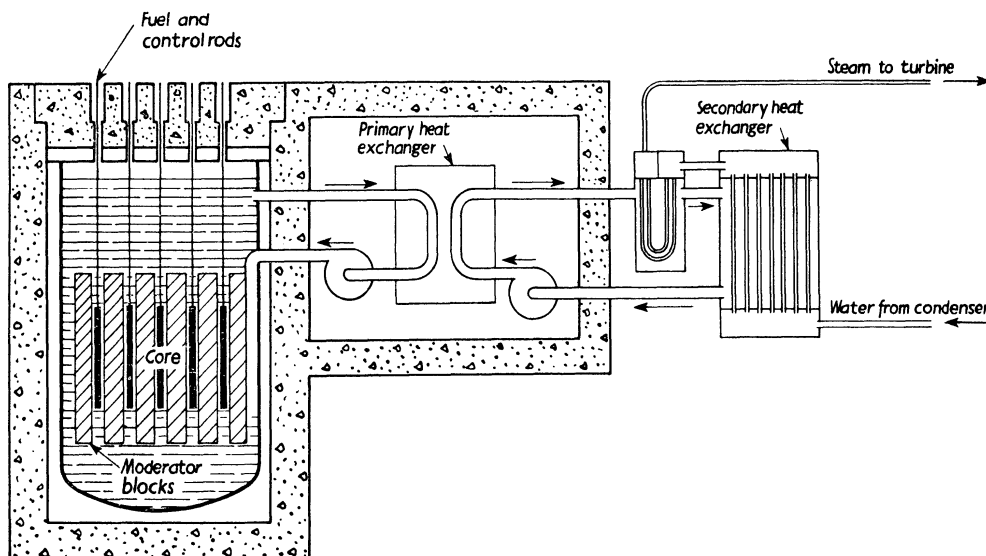 Fuel and
control rods
Steam to turbine
Primary heat
exchanger
Secondary heat
exchanger
Water from condenser
Core
Moderator
blocks